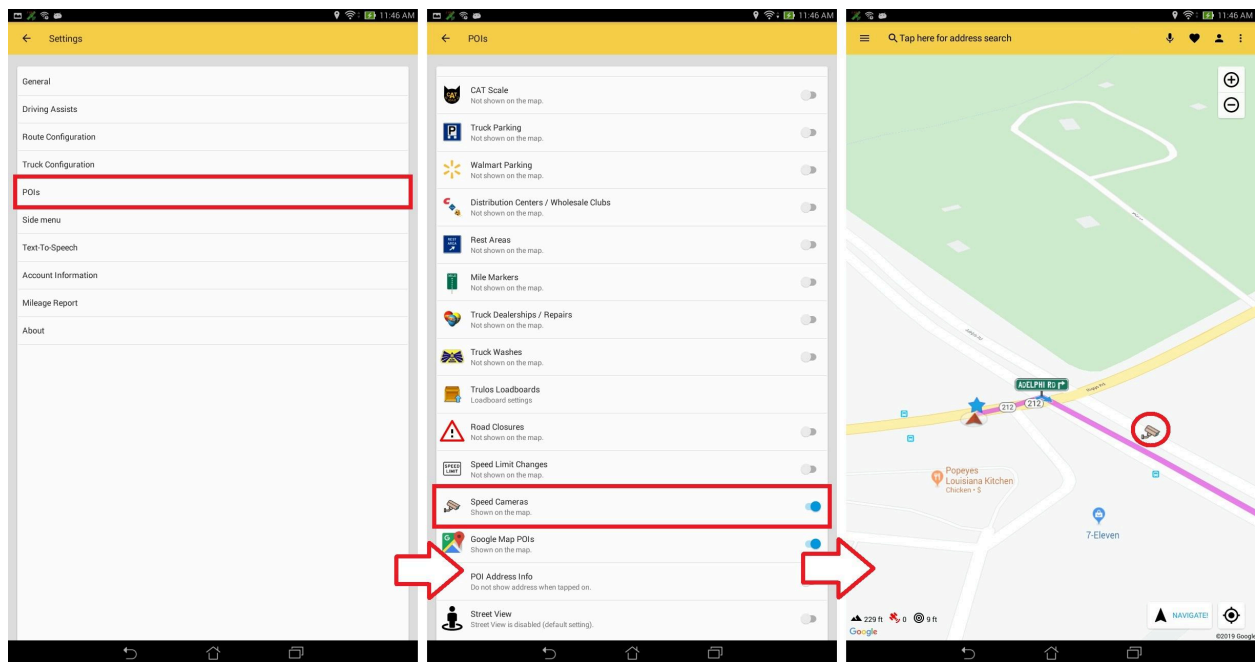 11:46 AM
Settings
General
Driving Assists
Route Configuration
Truck Configuration
POIs
Side menu
Text-To-Speech
Account Information
Mileage Report
About
11:46 AM
POIs
CAT Scale
Not shown on the map.
Truck Parking
Not shown on the map.
Walmart Parking
Not shown on the map.
Distribution Centers / Wholesale Clubs
Not shown on the map.
Rest Areas
Not shown on the map.
Mile Markers
Not shown on the map.
Truck Dealerships / Repairs
Not shown on the map.
Truck Washes
Not shown on the map.
Trulos Loadboards
Loadboard settings
Road Closures
Not shown on the map.
SPEED
LIMIT
Speed Limit Changes
Not shown on the map.
Speed Cameras
Shown on the map.
Google Map POIs
Shown on the map.
POI Address Info
Do not show address when tapped on.
Street View
Street View is disabled (default setting).
11:46 AM
Tap here for address search
ADELPHI RD
212
212
Popeyes
Louisiana Kitchen
Chicken • $
7-Eleven
229 ft 0 9 ft
NAVIGATE!
Google
©2019 Google